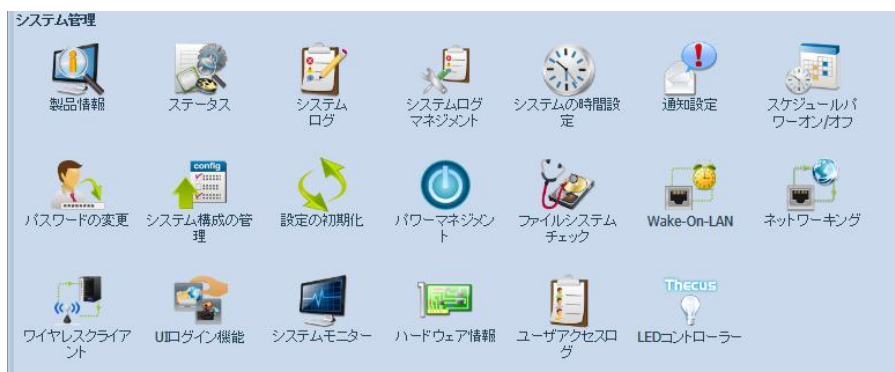 システム管理
製品情報
ステータス
システム
ログ
システムログ
マネジメント
システムの時間設
定
通知設定
スケジュールパ
ワーオン/オフ
パスワードの変更
config
システム構成の管
理
設定の初期化
パワーマネジメン
ト
ファイルシステム
チェック
Wake-On-LAN
ネットワーキング
ワイヤレスクライア
ント
UIログイン機能
システムモニター
ハードウェア情報
ユーザアクセスロ
グ
Thecus
LEDコントローラー